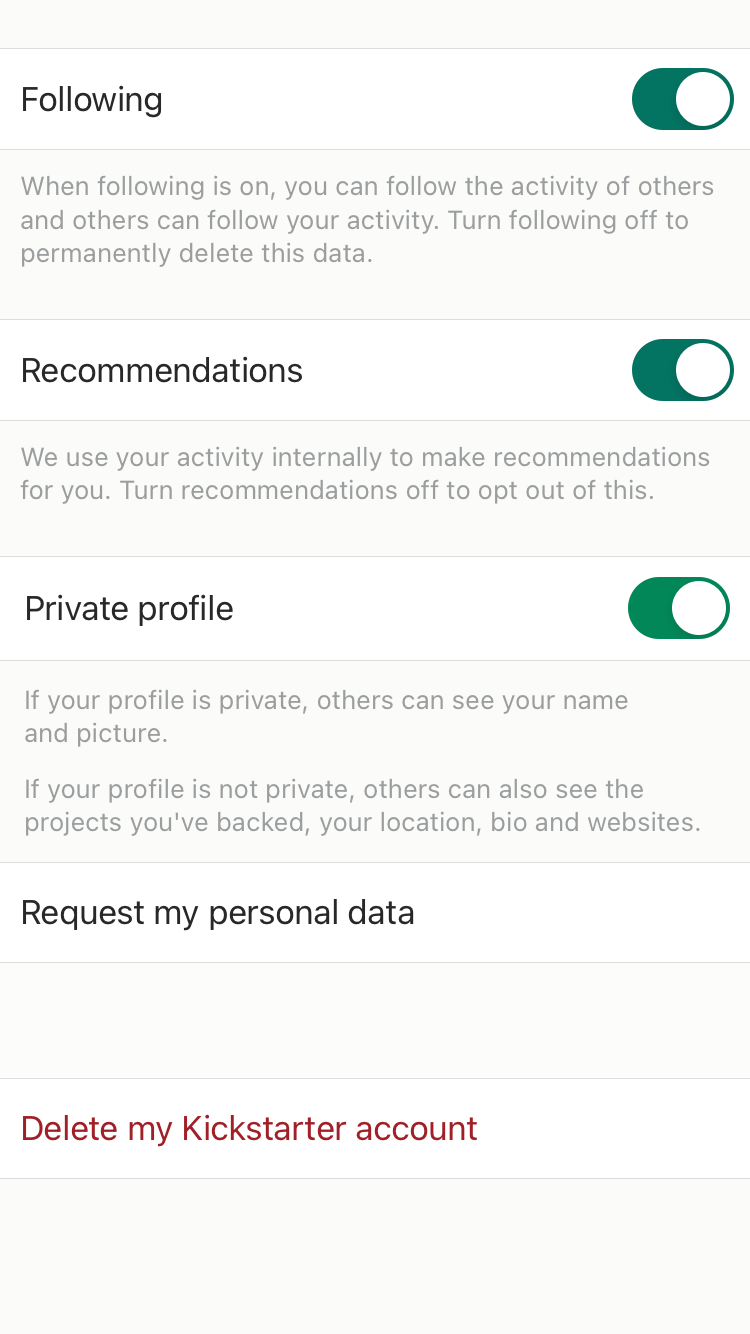 Following
When following is on, you can follow the activity of others
and others can follow your activity. Turn following off to
permanently delete this data.
Recommendations
We use your activity internally to make recommendations
for you. Turn recommendations off to opt out of this.
Private profile
If your profile is private, others can see your name
and picture.
If your profile is not private, others can also see the
projects you've backed, your location, bio and websites.
Request my personal data
Delete my Kickstarter account